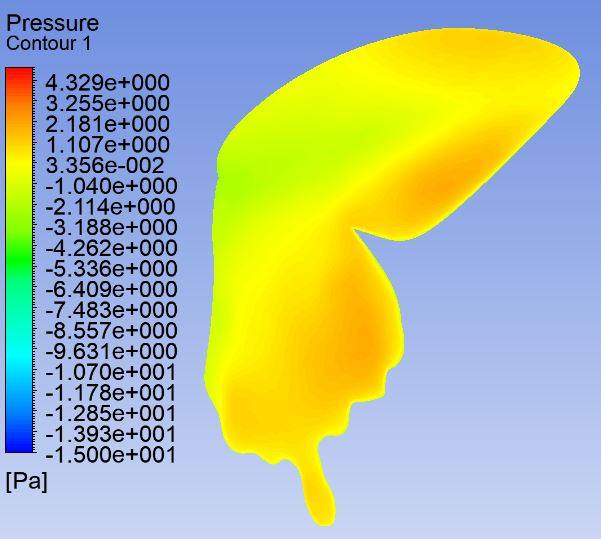 Pressure
Contour 1
4.329e+000
3.255e+000
2.181e+000
1.107e+000
3.356e-002
-1.040e+000
-2.114e+000
-3.188e+000
-4.262e+000
-5.336e+000
-6.409e+000
-7.483e+000
-8.557e+000
-9.631e+000
-1.070e+001
-1.178e+001
-1.285e+001
-1.393e+001
-1.500e+001
[Pa]